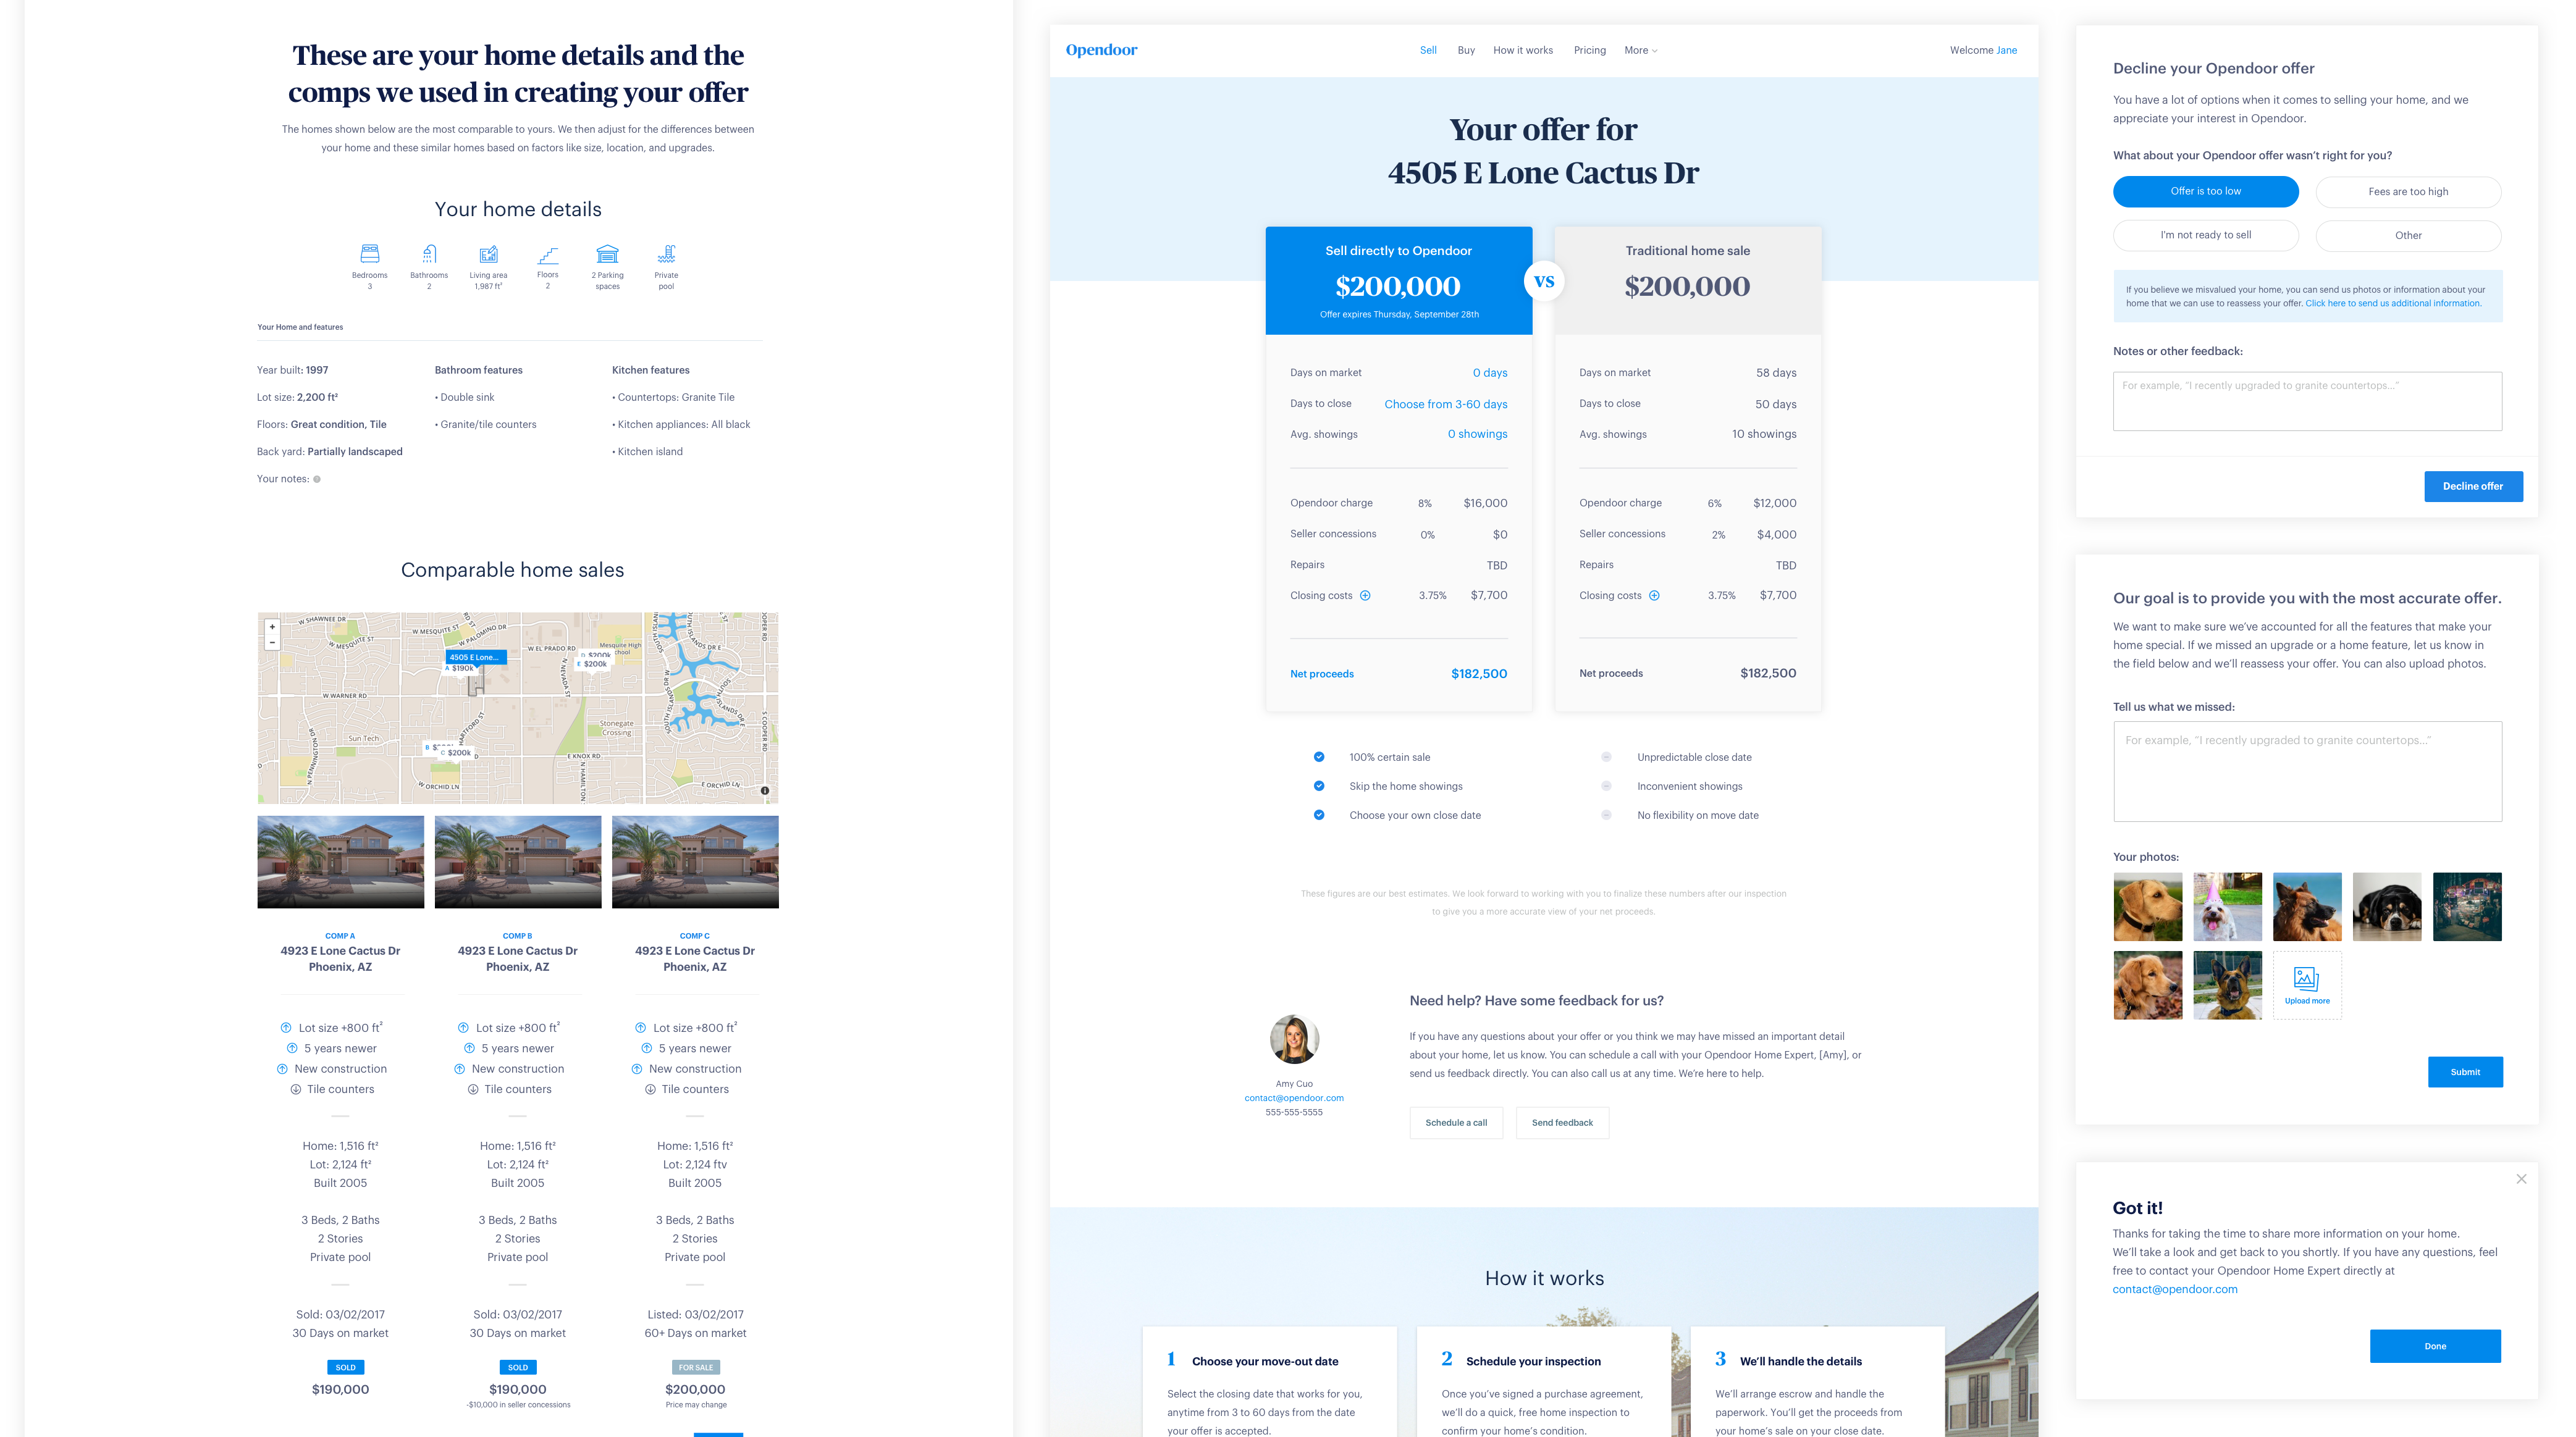 These are your home details and the
comps we used in creating your offer
The homes shown below are the most comparable to yours. We then adjust for the differences between
your home and these similar homes based on factors like size, location, and upgrades.
Your home details
Bedrooms
3
Bathrooms
2
Living area
1,987 ft²
Floors
2
2 Parking
spaces
Private
pool
Your Home and features
Year built: 1997
Lot size: 2,200 ft²
Floors: Great condition, Tile
Back yard: Partially landscaped
Your notes:
Bathroom features
• Double sink
• Granite/tile counters
Kitchen features
• Countertops: Granite Tile
• Kitchen appliances: All black
• Kitchen island
Comparable home sales
+
−
W SHAWNEE DR
W MESQUITE ST
W MESQUITE ST
W PALOMINO DR
W EL PRADO RD
Mesquite High
4505 E Lone...
A $190k
D $200k
E $200k
N NEVADA ST
W WARNER RD
Sun Tech
Stonegate
Crossing
B
C $200k
E KNOX RD
N HAMILTON
W ORCHID LN
E ORCHID LN
S COOPER RD
COMP A
4923 E Lone Cactus Dr
Phoenix, AZ
Lot size +800 ft²
5 years newer
New construction
Tile counters
Home: 1,516 ft²
Lot: 2,124 ft²
Built 2005
3 Beds, 2 Baths
2 Stories
Private pool
Sold: 03/02/2017
30 Days on market
SOLD
$190,000
COMP B
4923 E Lone Cactus Dr
Phoenix, AZ
Lot size +800 ft²
5 years newer
New construction
Tile counters
Home: 1,516 ft²
Lot: 2,124 ft²
Built 2005
3 Beds, 2 Baths
2 Stories
Private pool
Sold: 03/02/2017
30 Days on market
SOLD
$190,000
-$10,000 in seller concessions
COMP C
4923 E Lone Cactus Dr
Phoenix, AZ
Lot size +800 ft²
5 years newer
New construction
Tile counters
Home: 1,516 ft²
Lot: 2,124 ftv
Built 2005
3 Beds, 2 Baths
2 Stories
Private pool
Listed: 03/02/2017
60+ Days on market
FOR SALE
$200,000
Price may change
Opendoor
Sell Buy How it works Pricing More
Welcome Jane
Your offer for
4505 E Lone Cactus Dr
Sell directly to Opendoor
$200,000
Offer expires Thursday, September 28th
Days on market 0 days
Days to close Choose from 3-60 days
Avg. showings 0 showings
Opendoor charge 8% $16,000
Seller concessions 0% $0
Repairs TBD
Closing costs 3.75% $7,700
Net proceeds $182,500
VS
Traditional home sale
$200,000
Days on market 58 days
Days to close 50 days
Avg. showings 10 showings
Opendoor charge 6% $12,000
Seller concessions 2% $4,000
Repairs TBD
Closing costs 3.75% $7,700
Net proceeds $182,500
100% certain sale
Skip the home showings
Choose your own close date
Unpredictable close date
Inconvenient showings
No flexibility on move date
These figures are our best estimates. We look forward to working with you to finalize these numbers after our inspection
to give you a more accurate view of your net proceeds.
Amy Cuo
contact@opendoor.com
555-555-5555
Need help? Have some feedback for us?
If you have any questions about your offer or you think we may have missed an important detail
about your home, let us know. You can schedule a call with your Opendoor Home Expert, [Amy], or
send us feedback directly. You can also call us at any time. We're here to help.
Schedule a call
Send feedback
How it works
1 Choose your move-out date
Select the closing date that works for you,
anytime from 3 to 60 days from the date
your offer is accepted.
2 Schedule your inspection
Once you've signed a purchase agreement,
we'll do a quick, free home inspection to
confirm your home's condition.
3 We'll handle the details
We'll arrange escrow and handle the
paperwork. You'll get the proceeds from
your home's sale on your close date.
Decline your Opendoor offer
You have a lot of options when it comes to selling your home, and we
appreciate your interest in Opendoor.
What about your Opendoor offer wasn't right for you?
Offer is too low
Fees are too high
I'm not ready to sell
Other
If you believe we misvalued your home, you can send us photos or information about your
home that we can use to reassess your offer. Click here to send us additional information.
Notes or other feedback:
For example, "I recently upgraded to granite countertops..."
Decline offer
Our goal is to provide you with the most accurate offer.
We want to make sure we've accounted for all the features that make your
home special. If we missed an upgrade or a home feature, let us know in
the field below and we'll reassess your offer. You can also upload photos.
Tell us what we missed:
For example, "I recently upgraded to granite countertops..."
Your photos:
Upload more
Submit
Got it!
Thanks for taking the time to share more information on your home.
We'll take a look and get back to you shortly. If you have any questions, feel
free to contact your Opendoor Home Expert directly at
contact@opendoor.com
Done